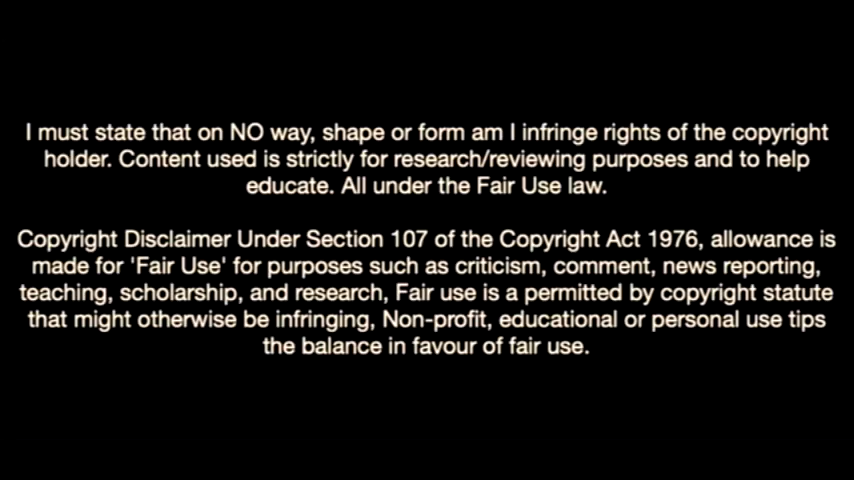 I must state that on NO way, shape or form am I infringe rights of the copyright
holder. Content used is strictly for research/reviewing purposes and to help
educate. All under the Fair Use law.
Copyright Disclaimer Under Section 107 of the Copyright Act 1976, allowance is
made for 'Fair Use' for purposes such as criticism, comment, news reporting,
teaching, scholarship, and research, Fair use is a permitted by copyright statute
that might otherwise be infringing, Non-profit, educational or personal use tips
the balance in favour of fair use.